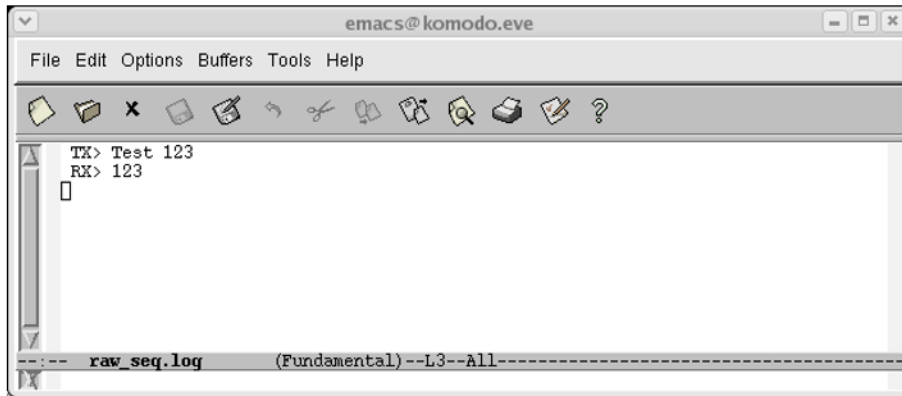 emacs@komodo.eve
File Edit Options Buffers Tools Help
TX> Test 123
RX> 123
--:-- raw_seq.log (Fundamental)--L3--All----------------------------------------